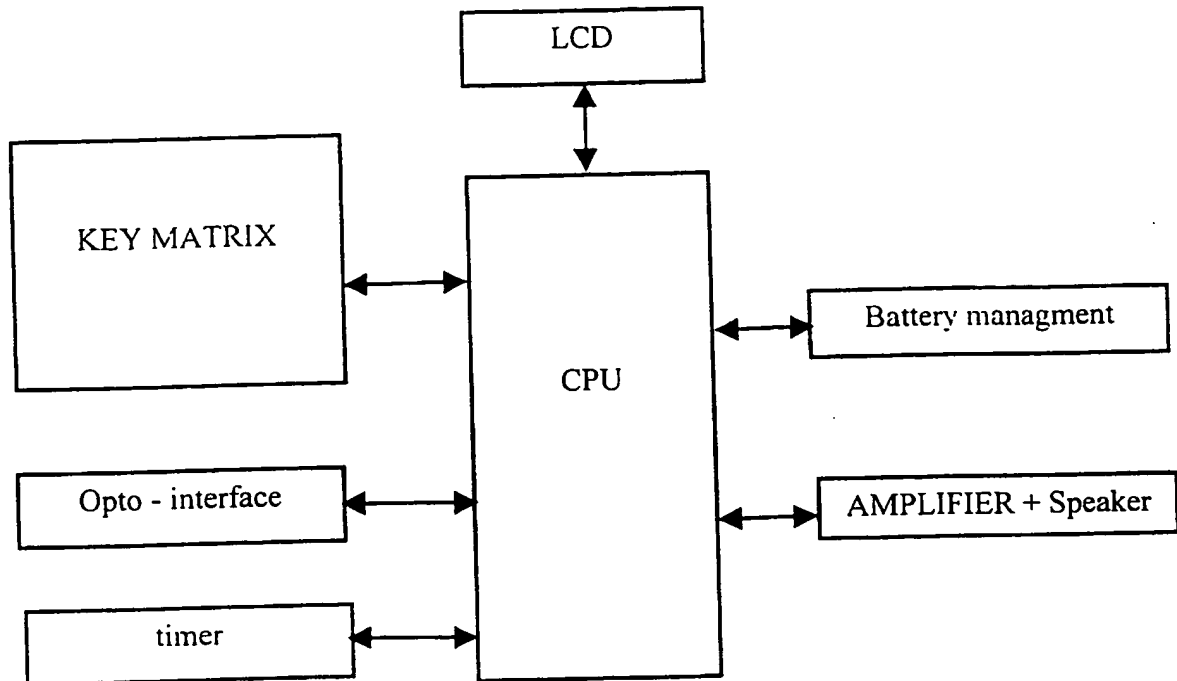 LCD
KEY MATRIX
CPU
Battery managment
Opto - interface
AMPLIFIER + Speaker
timer